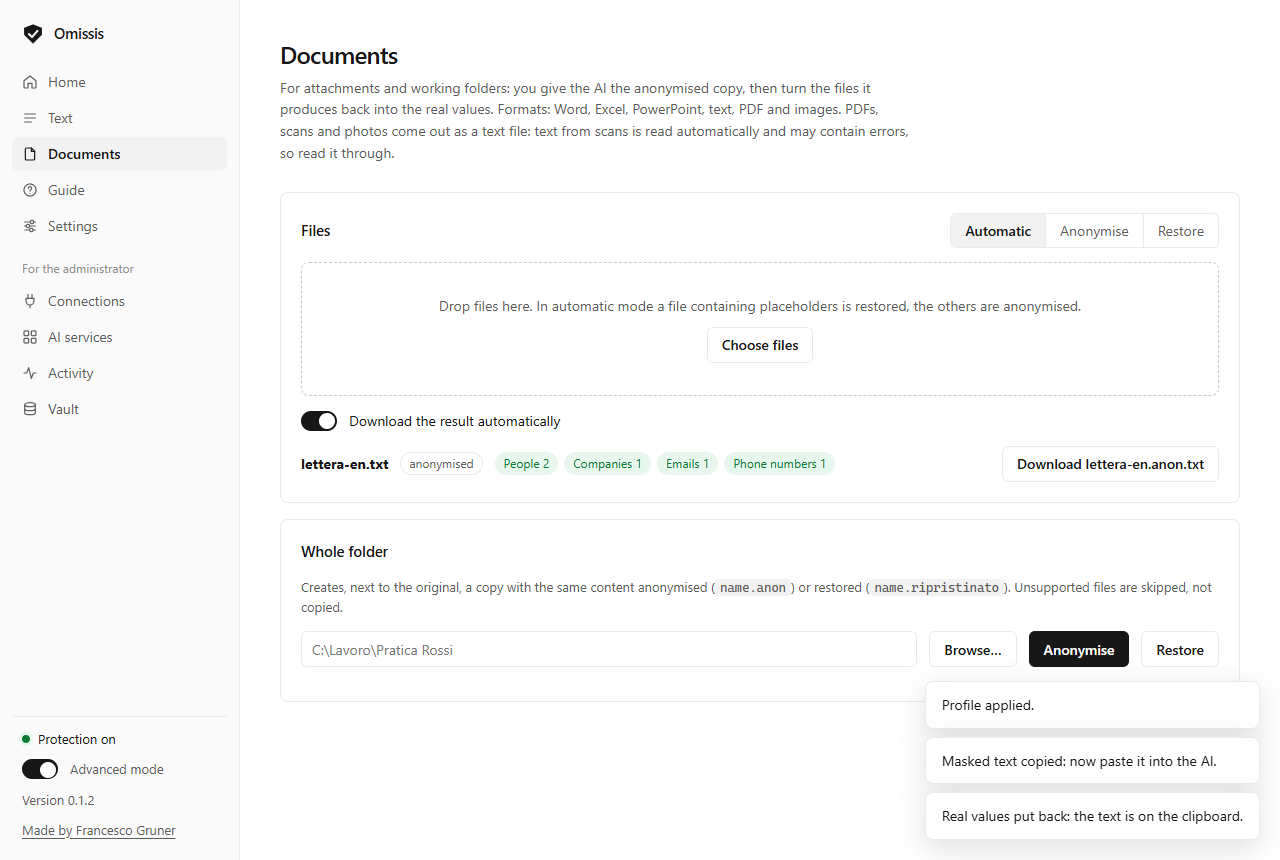 Omissis
Home
Text
Documents
Guide
Settings
For the administrator
Connections
AI services
Activity
Vault
Protection on
Advanced mode
Version 0.1.2
Made by Francesco Gruner
Documents
For attachments and working folders: you give the AI the anonymised copy, then turn the files it
produces back into the real values. Formats: Word, Excel, PowerPoint, text, PDF and images. PDFs,
scans and photos come out as a text file: text from scans is read automatically and may contain errors,
so read it through.
Files
Automatic Anonymise Restore
Drop files here. In automatic mode a file containing placeholders is restored, the others are anonymised.
Choose files
Download the result automatically
lettera-en.txt anonymised People 2 Companies 1 Emails 1 Phone numbers 1 Download lettera-en.anon.txt
Whole folder
Creates, next to the original, a copy with the same content anonymised ( name.anon ) or restored ( name.ripristinato ). Unsupported files are skipped, not
copied.
C:\Lavoro\Pratica Rossi Browse... Anonymise Restore
Profile applied.
Masked text copied: now paste it into the AI.
Real values put back: the text is on the clipboard.